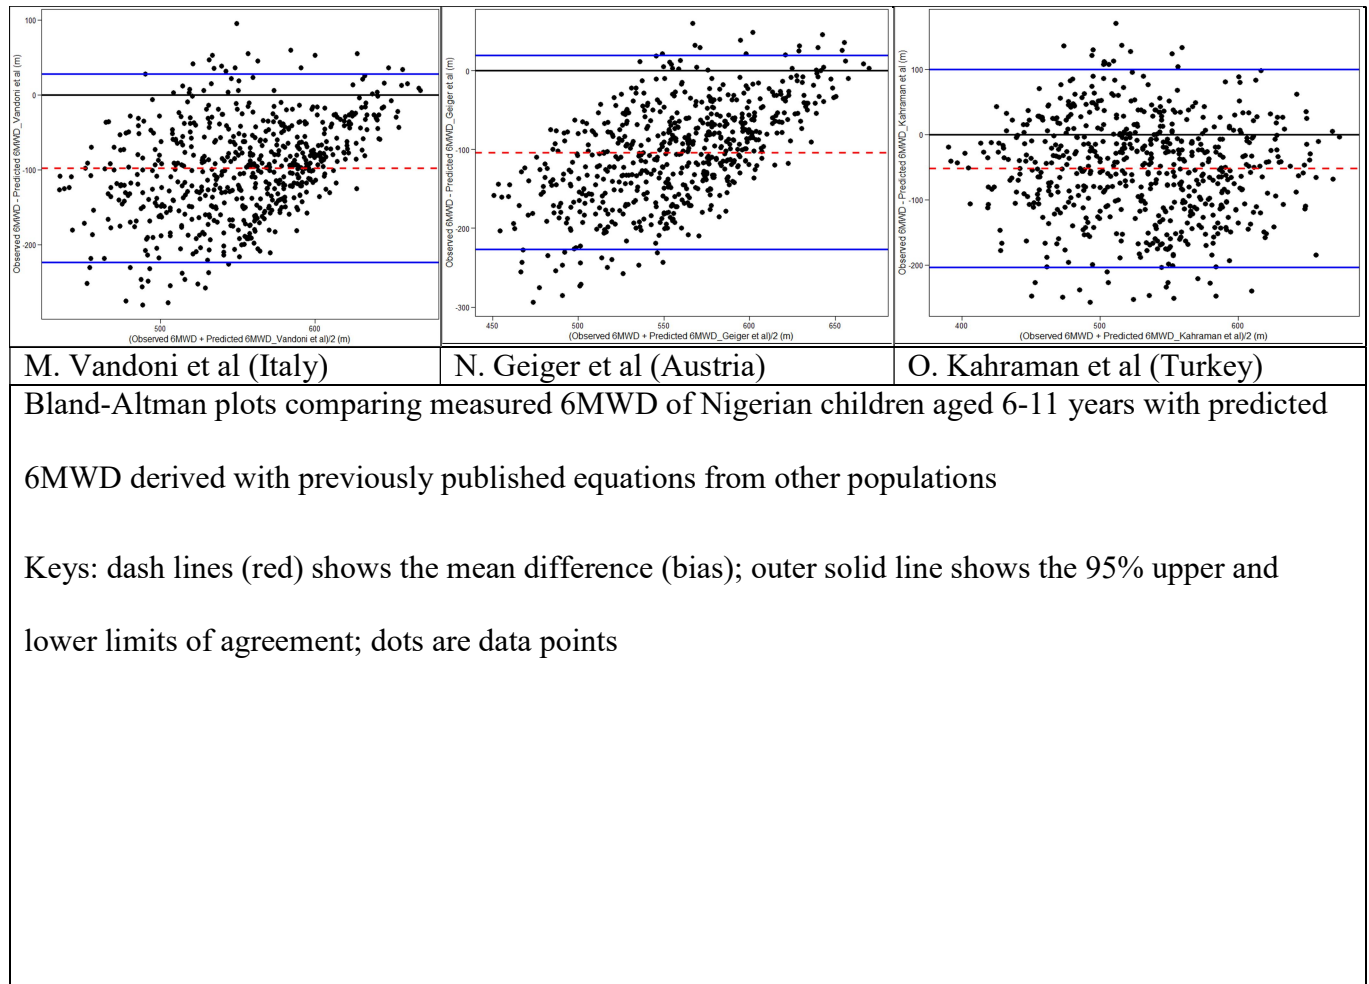 Observed 6MWD - Predicted 6MWD_Vandoni et al (m)
100
0
-100
-200
500
600
(Observed 6MWD + Predicted 6MWD_Vandoni et al)/2 (m)
Observed 6MWD - Predicted 6MWD_Geiger et al (m)
0
-100
-200
-300
450
500
550
600
650
(Observed 6MWD + Predicted 6MWD_Geiger et al)/2 (m)
Observed 6MWD - Predicted 6MWD_Kahraman et al (m)
100
0
-100
-200
400
500
600
(Observed 6MWD + Predicted 6MWD_Kahraman et al)/2 (m)
M. Vandoni et al (Italy)
N. Geiger et al (Austria)
O. Kahraman et al (Turkey)
Bland-Altman plots comparing measured 6MWD of Nigerian children aged 6-11 years with predicted
6MWD derived with previously published equations from other populations
Keys: dash lines (red) shows the mean difference (bias); outer solid line shows the 95% upper and
lower limits of agreement; dots are data points